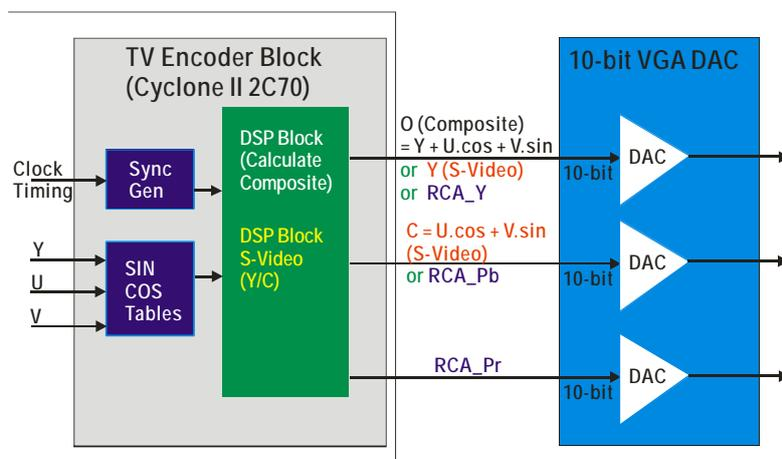 TV Encoder Block
(Cyclone II 2C70)
10-bit VGA DAC
Clock
Timing
Sync
Gen
DSP Block
(Calculate
Composite)
O (Composite)
= Y + U.cos + V.sin
or Y (S-Video)
or RCA_Y
10-bit
DAC
Y
U
V
SIN
COS
Tables
DSP Block
S-Video
(Y/C)
C = U.cos + V.sin
(S-Video)
or RCA_Pb
10-bit
DAC
RCA_Pr
10-bit
DAC